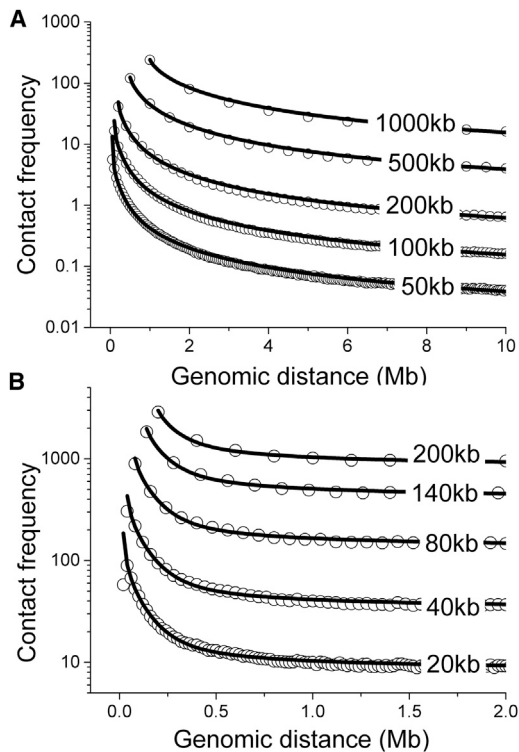 A
1000
100
10
1
0.1
0.01
Contact frequency
1000kb
500kb
200kb
100kb
50kb
0 2 4 6 8 10
Genomic distance (Mb)
B
1000
100
10
Contact frequency
200kb
140kb
80kb
40kb
20kb
0.0 0.5 1.0 1.5 2.0
Genomic distance (Mb)